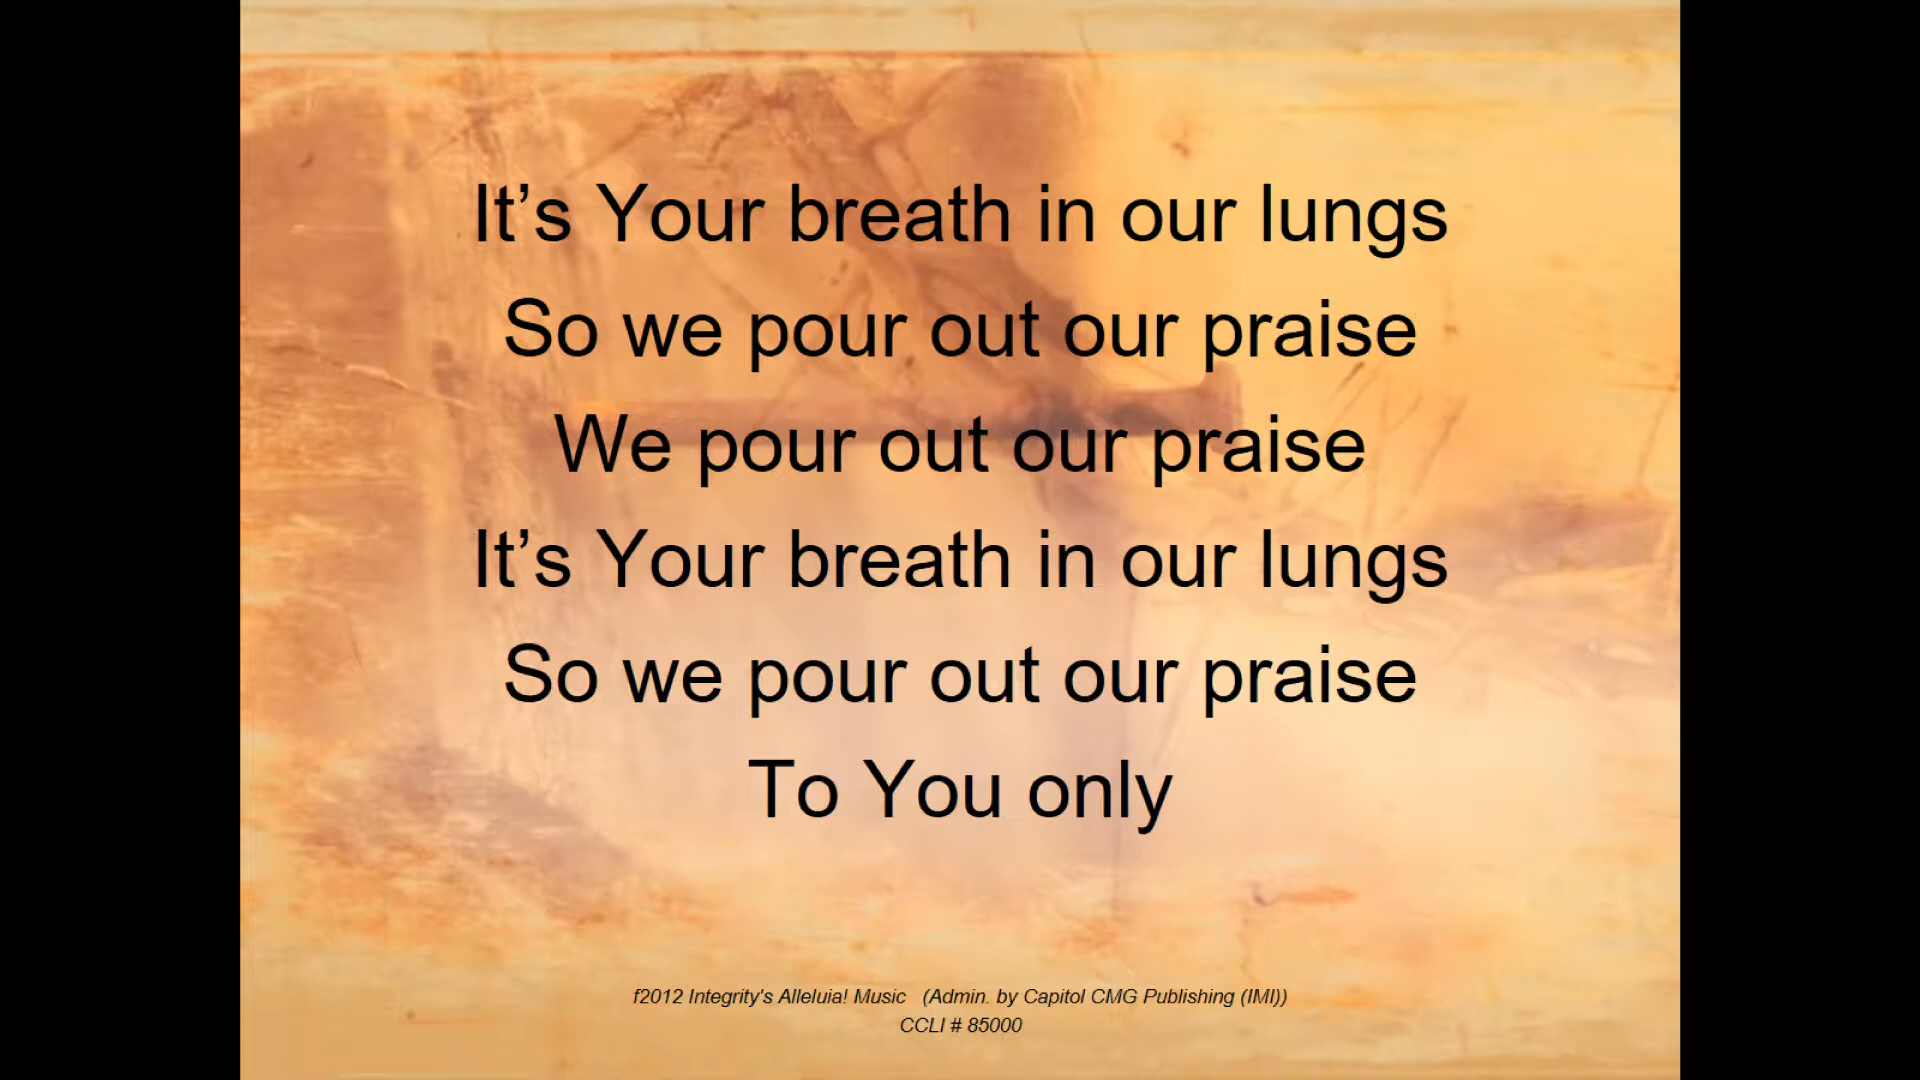 It’s Your breath in our lungs
So we pour out our praise
We pour out our praise
It’s Your breath in our lungs
So we pour out our praise
To You only
f2012 Integrity's Alleluia! Music (Admin. by Capitol CMG Publishing (IMI))
CCLI # 85000